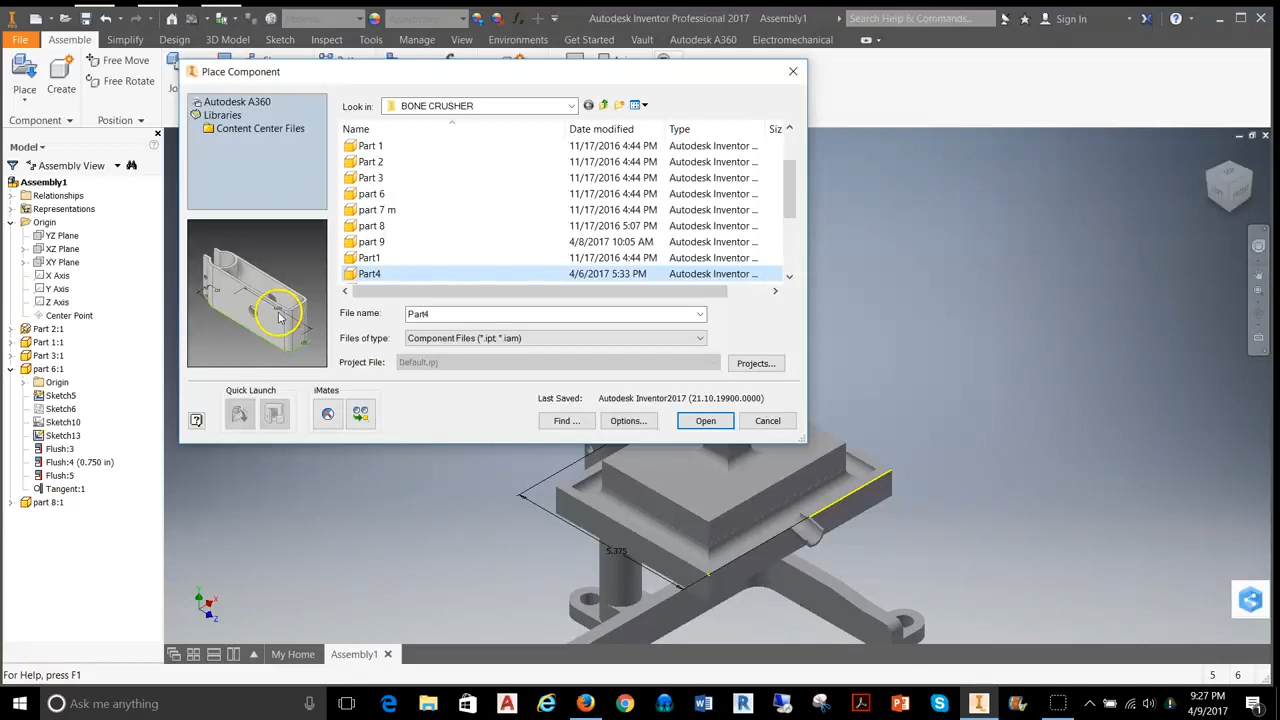 Material
Appearance
Autodesk Inventor Professional 2017 Assembly1
Search Help & Commands...
Sign In
File Assemble Simplify Design 3D Model Sketch Inspect Tools Manage View Environments Get Started Vault Autodesk A360 Electromechanical
Place
Create
Free Move
Free Rotate
Component
Position
Model
Assembly View
Assembly1
Relationships
Representations
Origin
YZ Plane
XZ Plane
XY Plane
X Axis
Y Axis
Z Axis
Center Point
Part 2:1
Part 1:1
Part 3:1
part 6:1
Origin
Sketch5
Sketch6
Sketch10
Sketch13
Flush:3
Flush:4 (0.750 in)
Flush:5
Tangent:1
part 8:1
Place Component
Autodesk A360
Libraries
Content Center Files
Look in: BONE CRUSHER
Name Date modified Type Siz
Part 1 11/17/2016 4:44 PM Autodesk Inventor ...
Part 2 11/17/2016 4:44 PM Autodesk Inventor ...
Part 3 11/17/2016 4:44 PM Autodesk Inventor ...
part 6 11/17/2016 4:44 PM Autodesk Inventor ...
part 7 m 11/17/2016 4:44 PM Autodesk Inventor ...
part 8 11/17/2016 5:07 PM Autodesk Inventor ...
part 9 4/8/2017 10:05 AM Autodesk Inventor ...
Part1 11/17/2016 4:44 PM Autodesk Inventor ...
Part4 4/6/2017 5:33 PM Autodesk Inventor ...
File name: Part4
Files of type: Component Files (*.ipt; *.iam)
Project File: Default.ipj Projects...
Quick Launch iMates
Last Saved: Autodesk Inventor2017 (21.10.19900.0000)
Find ... Options... Open Cancel
FRONT
5.375
My Home Assembly1
For Help, press F1 5 6
Ask me anything
9:27 PM
4/9/2017